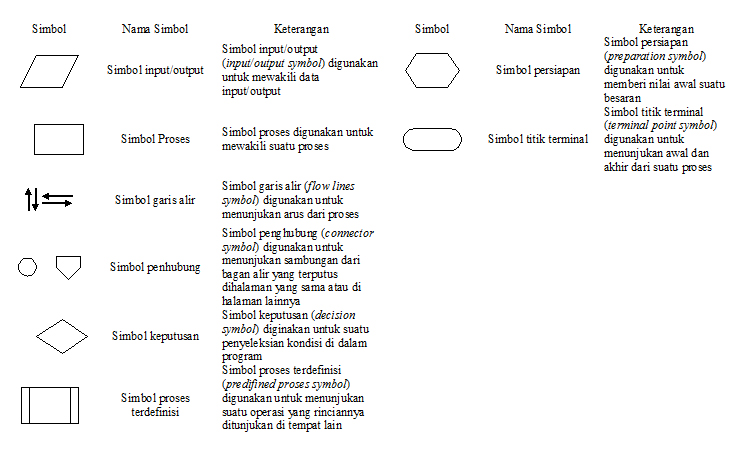 Simbol Nama Simbol Keterangan
Simbol input/output
Simbol input/output
(input/output symbol) digunakan
untuk mewakili data
input/output
Simbol Proses
Simbol proses digunakan untuk
mewakili suatu proses
Simbol garis alir
Simbol garis alir (flow lines
symbol) digunakan untuk
menunjukan arus dari proses
Simbol penhubung
Simbol penghubung (connector
symbol) digunakan untuk
menunjukan sambungan dari
bagan alir yang terputus
dihalaman yang sama atau di
halaman lainnya
Simbol keputusan
Simbol keputusan (decision
symbol) diginakan untuk suatu
penyeleksian kondisi di dalam
program
Simbol proses
terdefinisi
Simbol proses terdefinisi
(predifined proses symbol)
digunakan untuk menunjukan
suatu operasi yang rinciannya
ditunjukan di tempat lain
Simbol Nama Simbol Keterangan
Simbol persiapan
Simbol persiapan
(preparation symbol)
digunakan untuk
memberi nilai awal suatu
besaran
Simbol titik terminal
Simbol titik terminal
(terminal point symbol)
digunakan untuk
menunjukan awal dan
akhir dari suatu proses